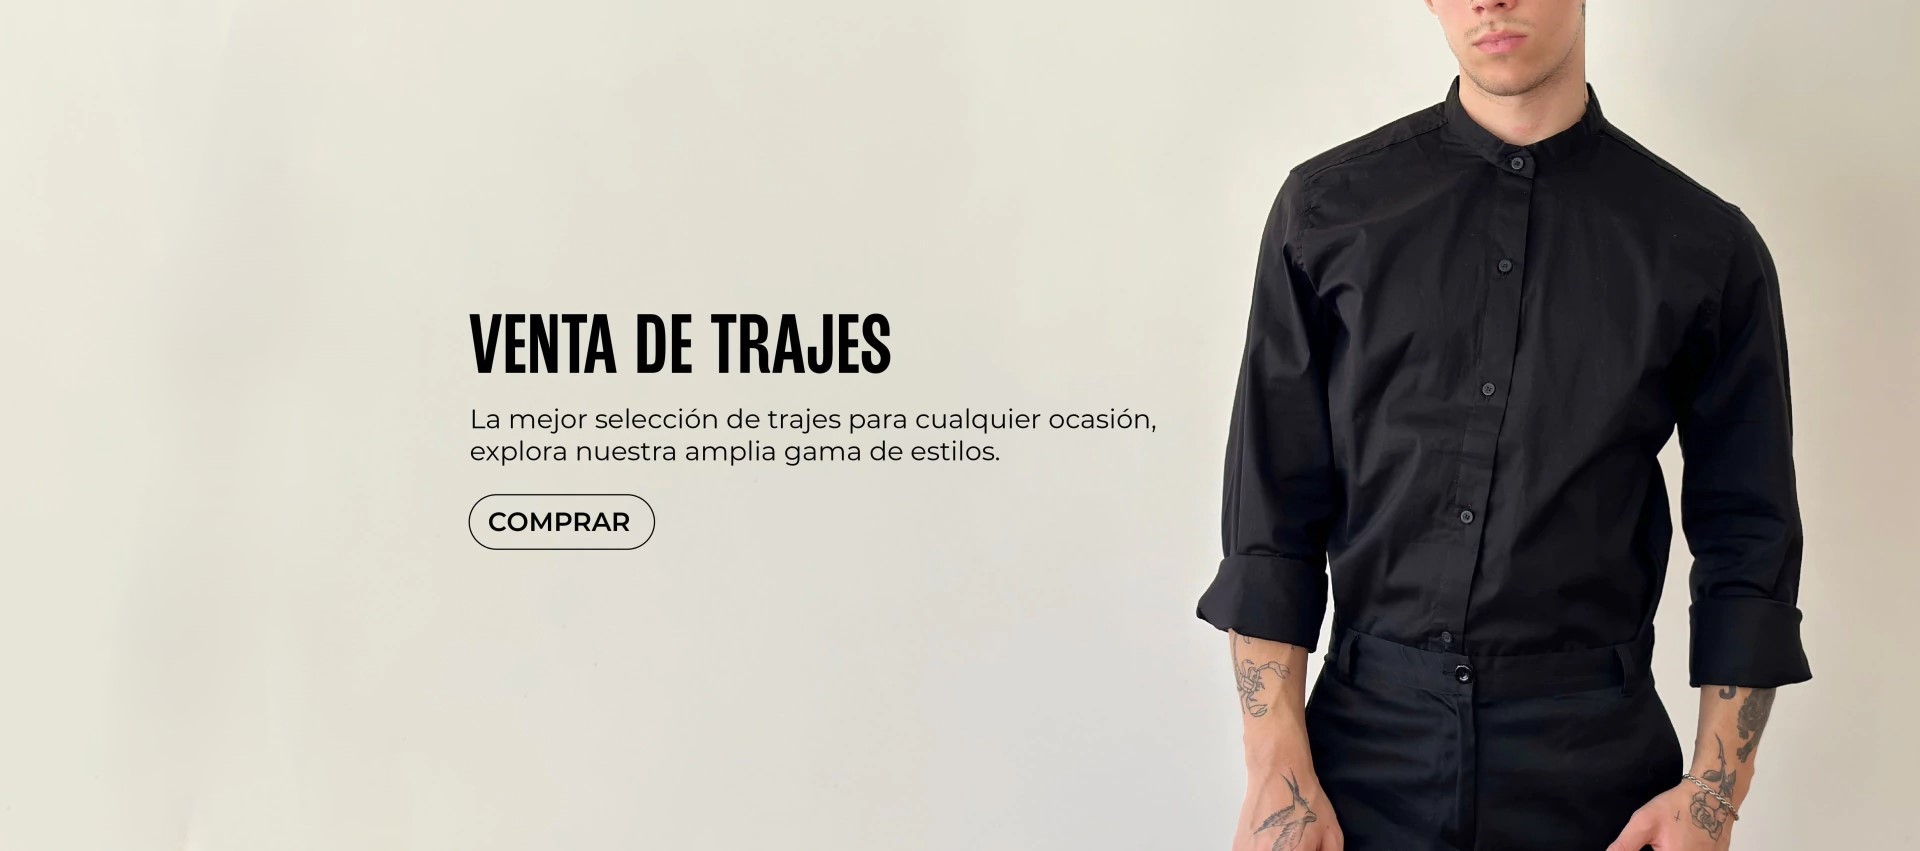 VENTA DE TRAJES
La mejor selección de trajes para cualquier ocasión,
explora nuestra amplia gama de estilos.
COMPRAR